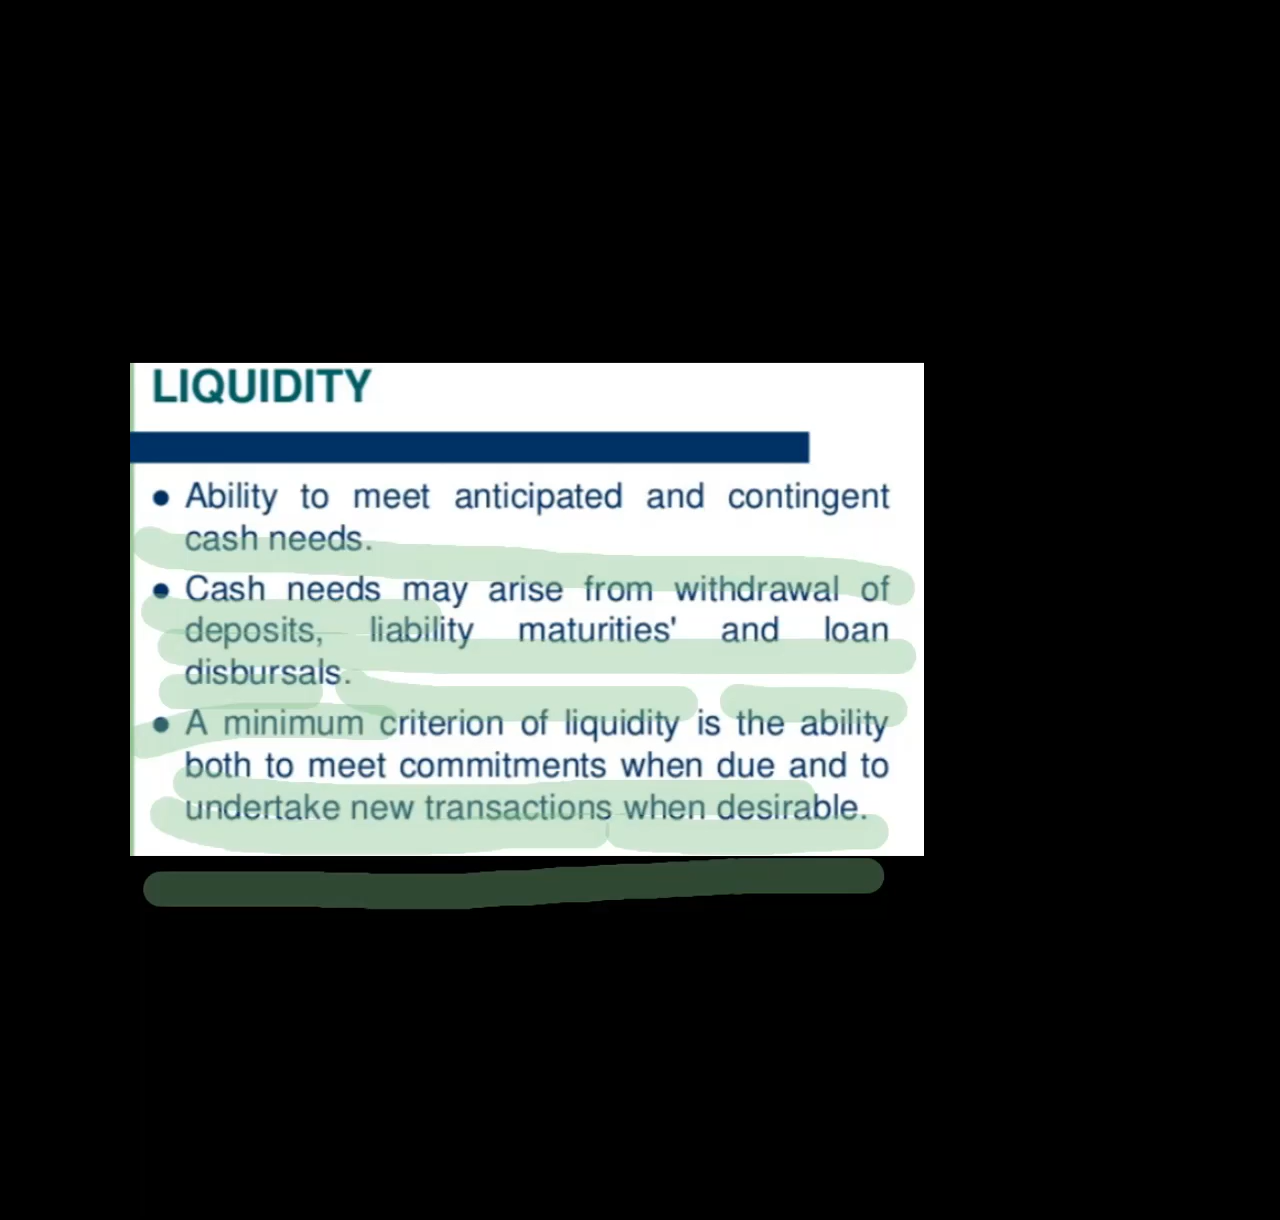 LIQUIDITY
● Ability to meet anticipated and contingent
cash needs.
● Cash needs may arise from withdrawal of
deposits, liability maturities' and loan
disbursals.
● A minimum criterion of liquidity is the ability
both to meet commitments when due and to
undertake new transactions when desirable.